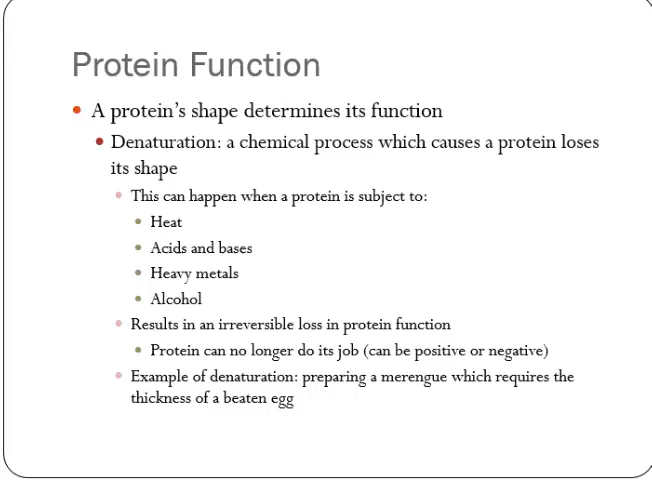 Protein Function
A protein's shape determines its function
Denaturation: a chemical process which causes a protein loses
its shape
This can happen when a protein is subject to:
Heat
Acids and bases
Heavy metals
Alcohol
Results in an irreversible loss in protein function
Protein can no longer do its job (can be positive or negative)
Example of denaturation: preparing a merengue which requires the
thickness of a beaten egg